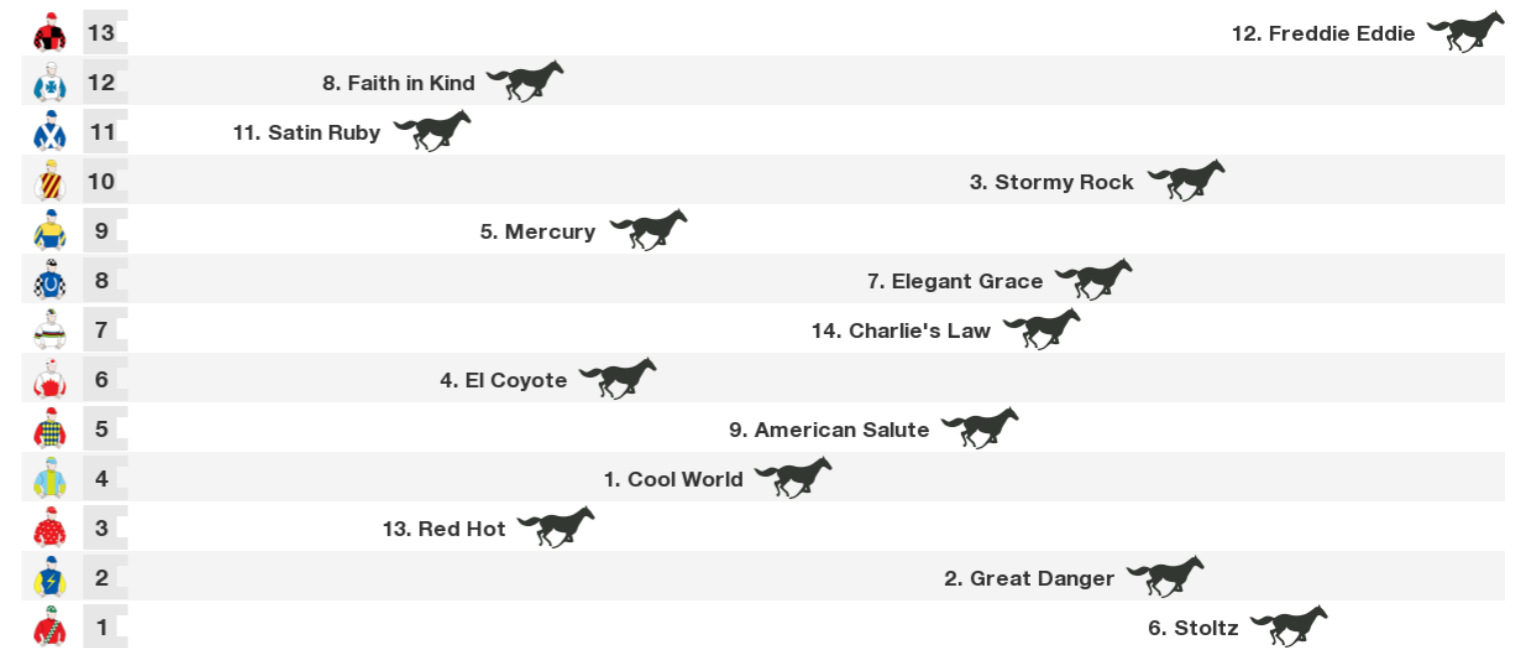 13 12. Freddie Eddie
12 8. Faith in Kind
11 11. Satin Ruby
10 3. Stormy Rock
9 5. Mercury
8 7. Elegant Grace
7 14. Charlie's Law
6 4. El Coyote
5 9. American Salute
4 1. Cool World
3 13. Red Hot
2 2. Great Danger
1 6. Stoltz